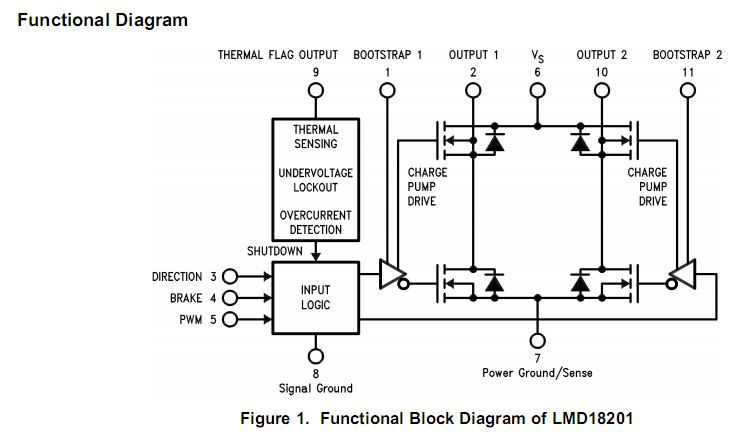 Functional Diagram
THERMAL FLAG OUTPUT
9
BOOTSTRAP 1
1
OUTPUT 1
2
VS
6
OUTPUT 2
10
BOOTSTRAP 2
11
THERMAL
SENSING
UNDERVOLTAGE
LOCKOUT
OVERCURRENT
DETECTION
CHARGE
PUMP
DRIVE
CHARGE
PUMP
DRIVE
SHUTDOWN
DIRECTION 3
BRAKE 4
PWM 5
INPUT
LOGIC
8
Signal Ground
7
Power Ground/Sense
Figure 1. Functional Block Diagram of LMD18201